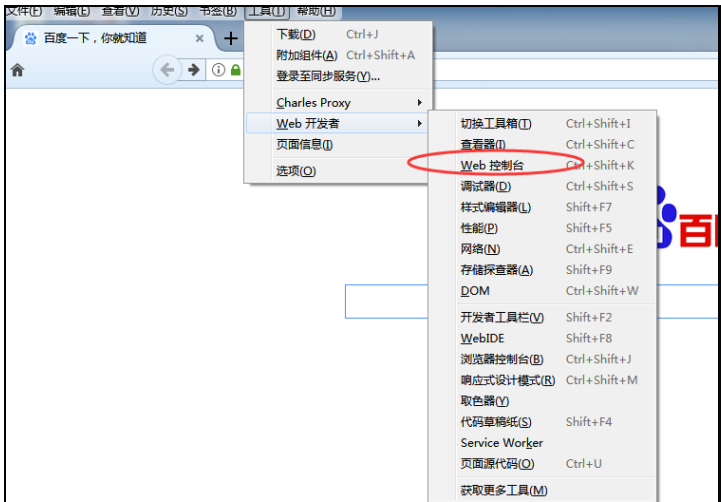 文件(F) 编辑(E) 查看(V) 历史(S) 书签(B) 工具(T) 帮助(H)
百度一下，你就知道 × +
下载(D) Ctrl+J
附加组件(A) Ctrl+Shift+A
登录至同步服务(Y)...
Charles Proxy
Web 开发者
页面信息(I)
选项(O)
切换工具箱(T) Ctrl+Shift+I
查看器(I) Ctrl+Shift+C
Web 控制台 Ctrl+Shift+K
调试器(D) Ctrl+Shift+S
样式编辑器(L) Shift+F7
性能(P) Shift+F5
网络(N) Ctrl+Shift+E
存储探查器(A) Shift+F9
DOM Ctrl+Shift+W
开发者工具栏(V) Shift+F2
WebIDE Shift+F8
浏览器控制台(B) Ctrl+Shift+J
响应式设计模式(R) Ctrl+Shift+M
取色器(Y)
代码草稿纸(S) Shift+F4
Service Worker
页面源代码(O) Ctrl+U
获取更多工具(M)
百